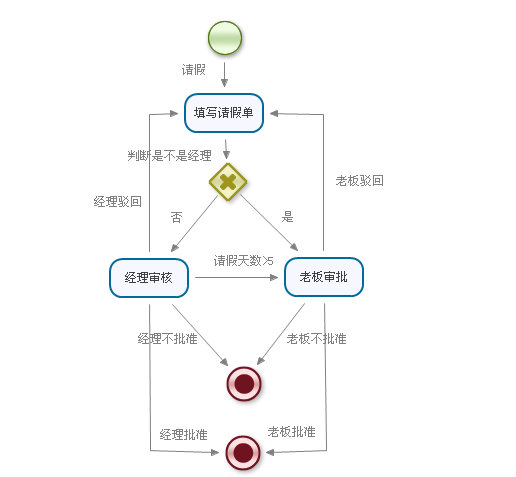 请假
填写请假单
判断是不是经理
经理驳回
老板驳回
否
是
请假天数>5
经理审核
老板审批
经理不批准
老板不批准
经理批准
老板批准